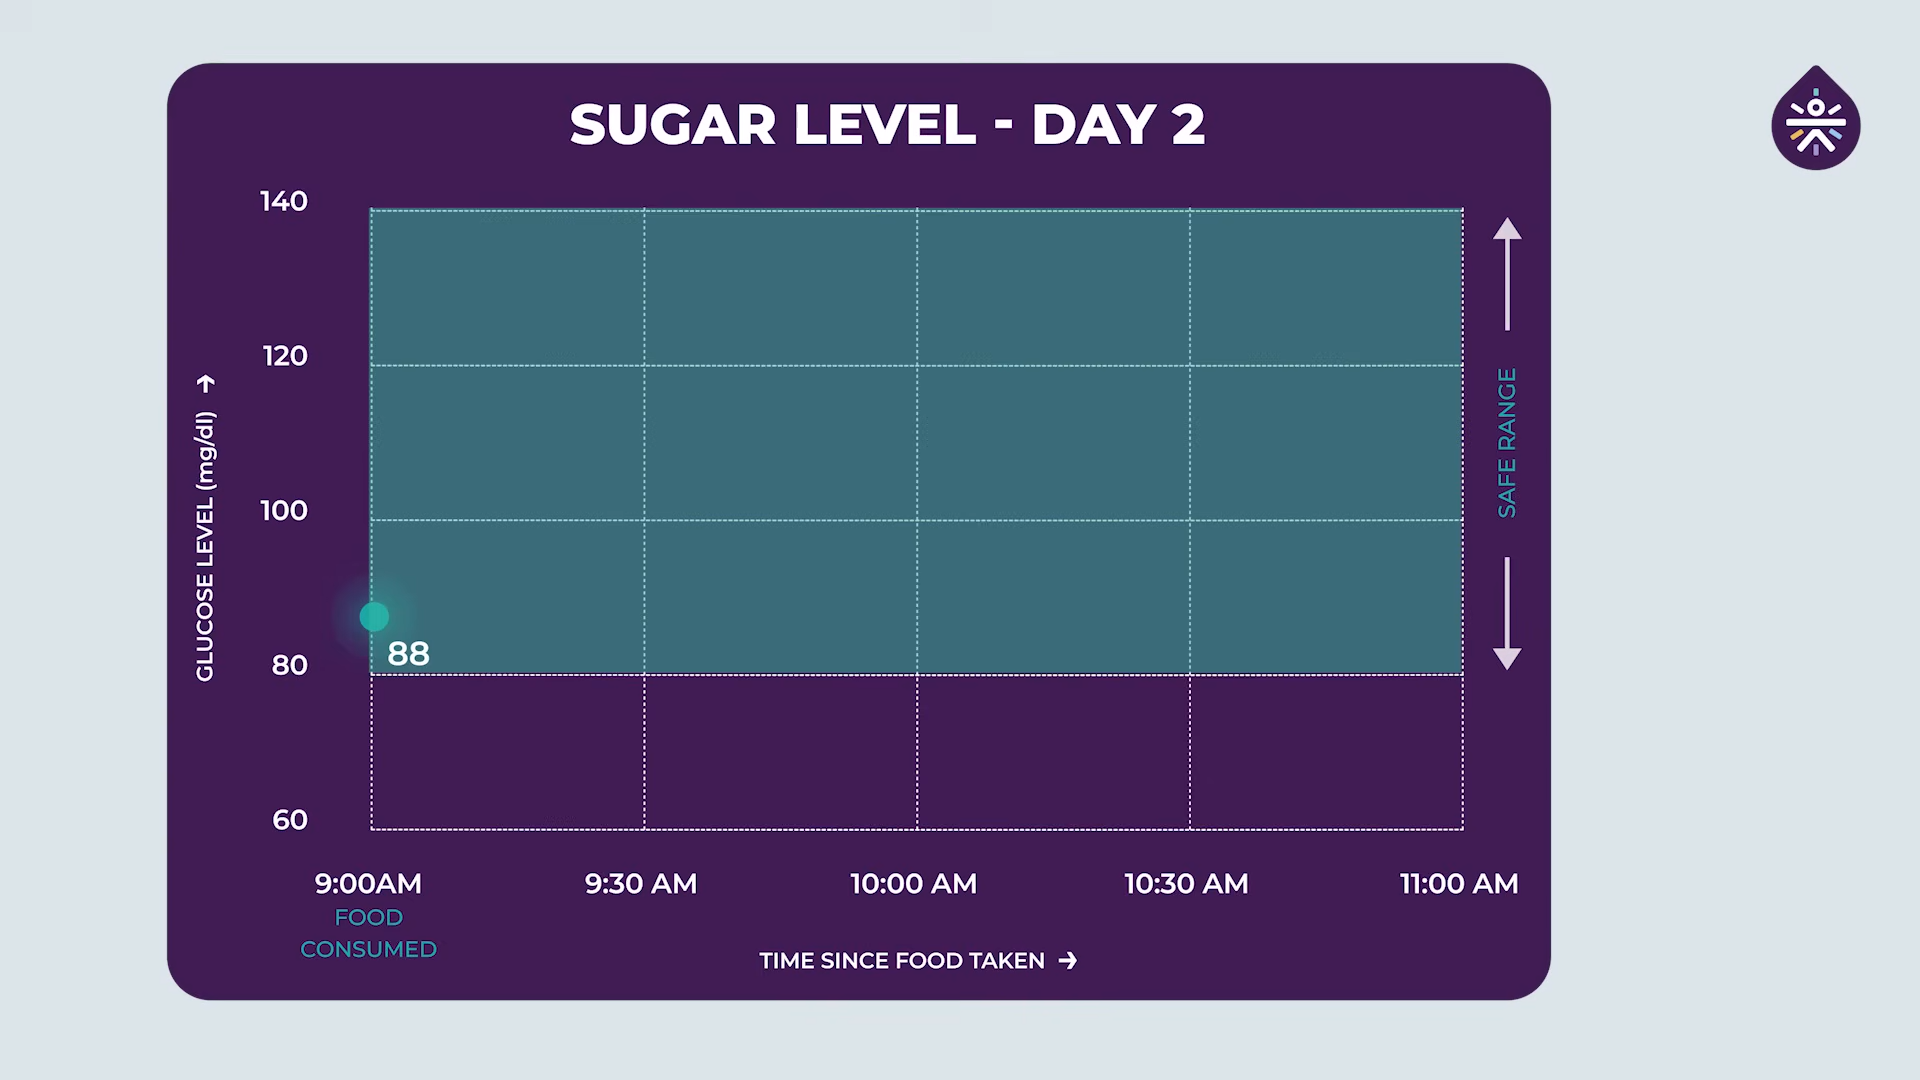 SUGAR LEVEL - DAY 2
140
120
100
80
60
GLUCOSE LEVEL (mg/dl) →
88
SAFE RANGE
9:00AM
9:30 AM
10:00 AM
10:30 AM
11:00 AM
FOOD
CONSUMED
TIME SINCE FOOD TAKEN →